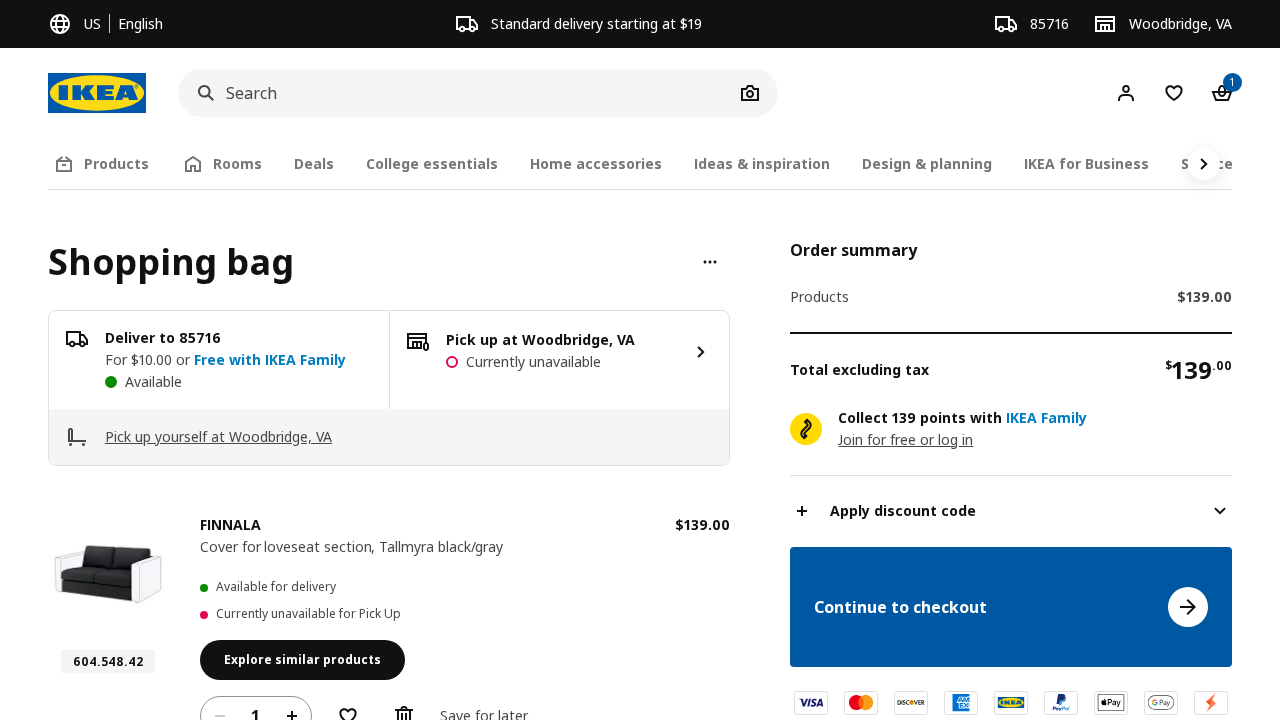 US English
Standard delivery starting at $19
85716
Woodbridge, VA
IKEA
Search
1
Products
Rooms
Deals
College essentials
Home accessories
Ideas & inspiration
Design & planning
IKEA for Business
Shopping bag
Deliver to 85716
For $10.00 or Free with IKEA Family
Available
Pick up at Woodbridge, VA
Currently unavailable
Pick up yourself at Woodbridge, VA
FINNALA
$139.00
Cover for loveseat section, Tallmyra black/gray
Available for delivery
Currently unavailable for Pick Up
Explore similar products
604.548.42
1
Save for later
Order summary
Products
$139.00
Total excluding tax
$139.00
Collect 139 points with IKEA Family
Join for free or log in
Apply discount code
Continue to checkout
VISA
DISCOVER
AMEX
IKEA
PayPal
Apple Pay
G Pay